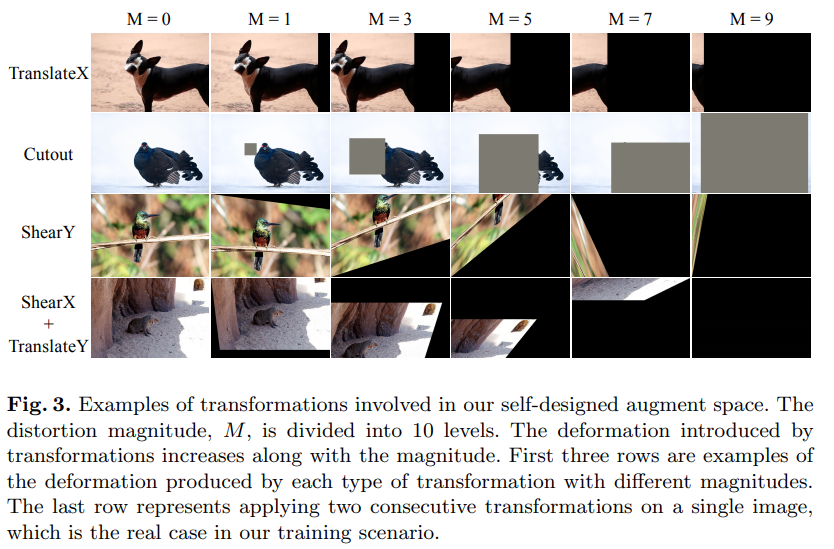 M = 0 M = 1 M = 3 M = 5 M = 7 M = 9
TranslateX
Cutout
ShearY
ShearX
+
TranslateY
Fig. 3. Examples of transformations involved in our self-designed augment space. The
distortion magnitude, M, is divided into 10 levels. The deformation introduced by
transformations increases along with the magnitude. First three rows are examples of
the deformation produced by each type of transformation with different magnitudes.
The last row represents applying two consecutive transformations on a single image,
which is the real case in our training scenario.